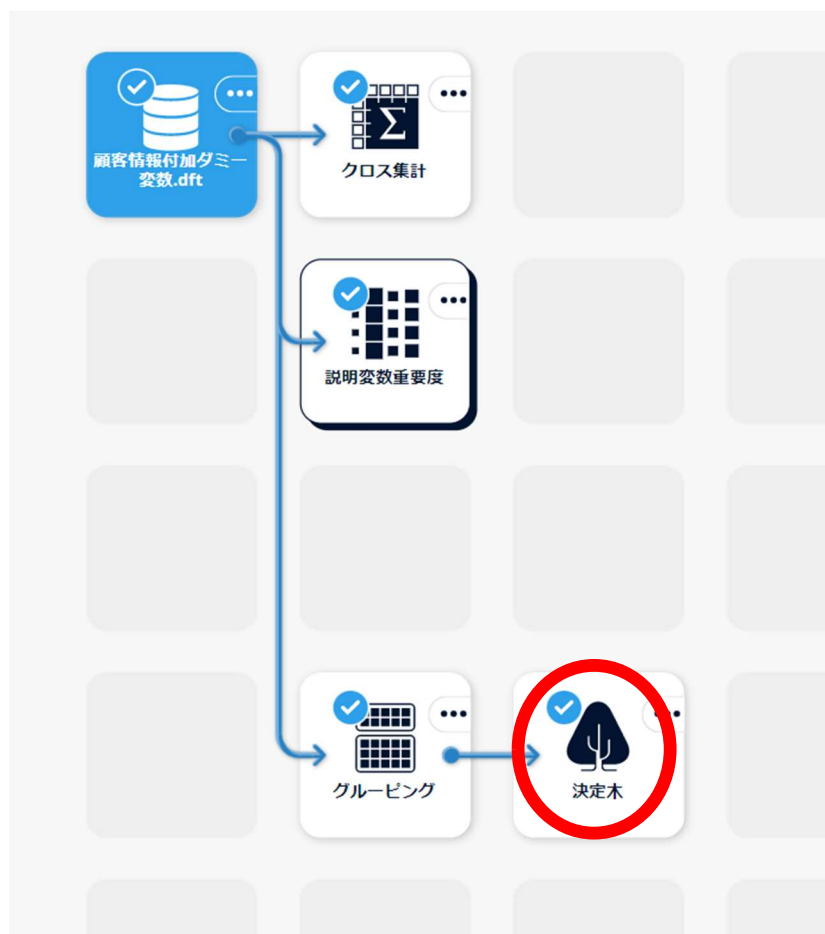 顧客情報付加ダミー
変数.dft
Σ
クロス集計
説明変数重要度
グルーピング
決定木